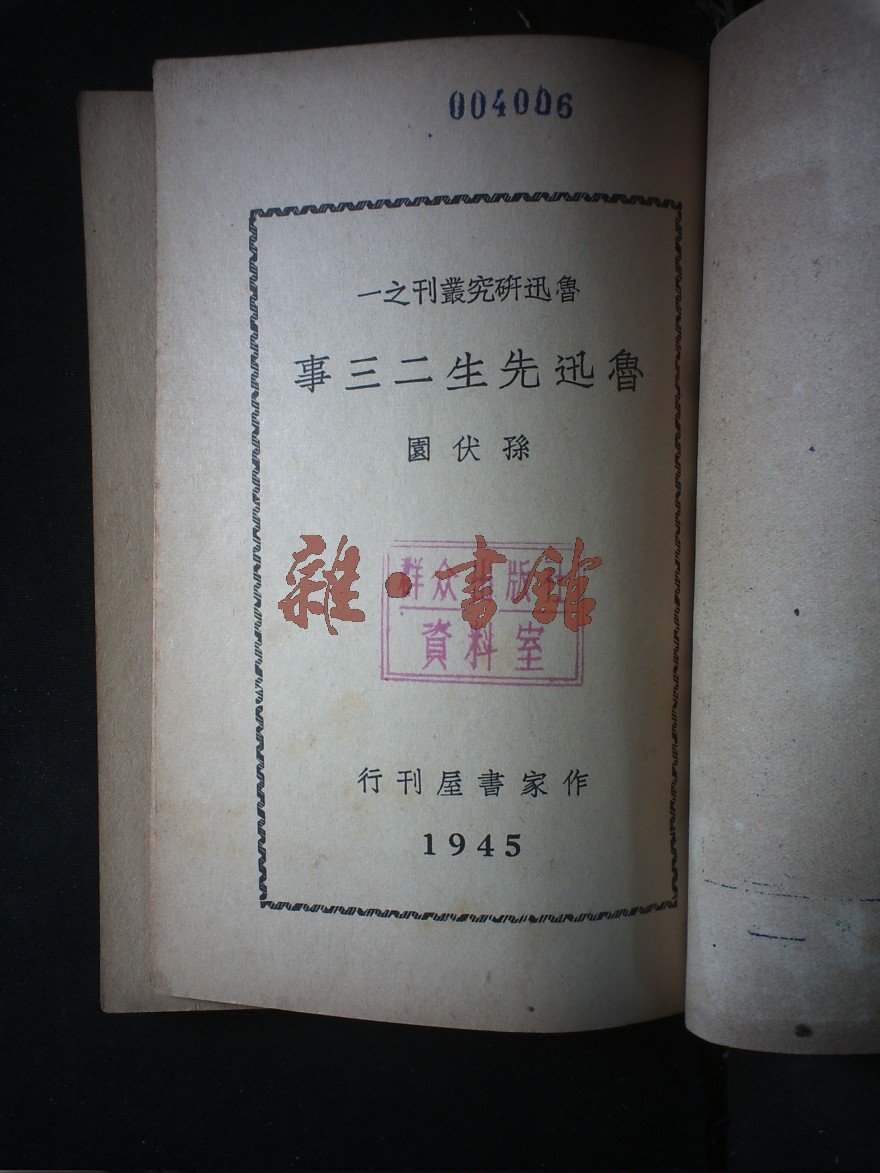 004006
魯迅研究叢刊之一
魯迅先生二三事
孫伏園
雜·書館
群众出版社
資料室
作家書屋刊行
1945